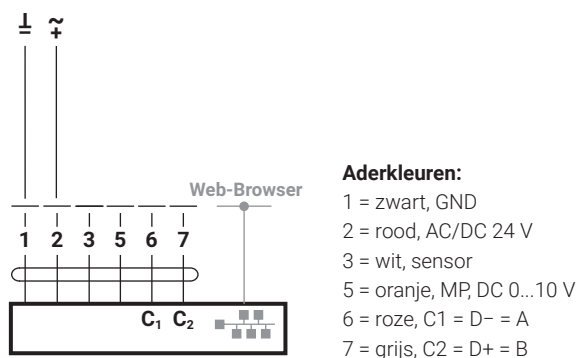 ⊥ ~
= +
Web-Browser
1 2 3 5 6 7
C₁ C₂
Aderkleuren:
1 = zwart, GND
2 = rood, AC/DC 24 V
3 = wit, sensor
5 = oranje, MP, DC 0...10 V
6 = roze, C1 = D− = A
7 = grijs, C2 = D+ = B